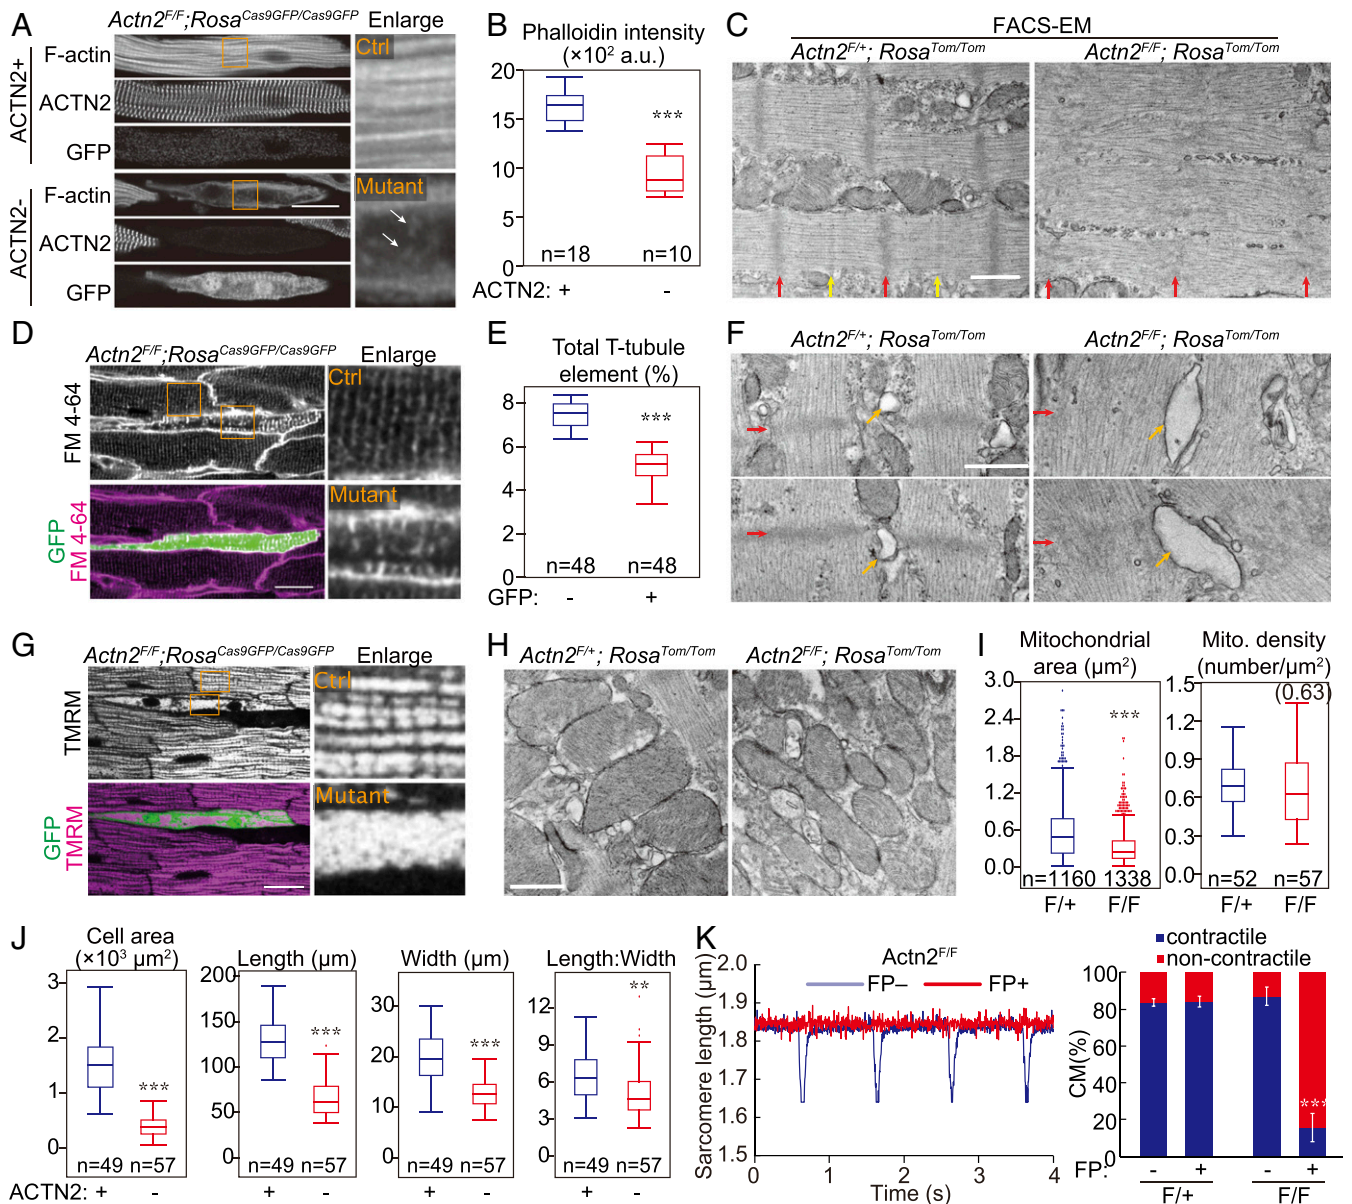 A
Actn2F/F;RosaCas9GFP/Cas9GFP Enlarge
ACTN2+
F-actin
ACTN2
GFP
Ctrl
ACTN2-
F-actin
ACTN2
GFP
Mutant
B
Phalloidin intensity
(×10² a.u.)
20
15
10
5
0
***
n=18 n=10
ACTN2: + -
C
FACS-EM
Actn2F/+; RosaTom/Tom Actn2F/F; RosaTom/Tom
D
Actn2F/F;RosaCas9GFP/Cas9GFP Enlarge
FM 4-64
GFP
FM 4-64
Ctrl
Mutant
E
Total T-tubule
element (%)
8
6
4
2
0
***
n=48 n=48
GFP: - +
F
Actn2F/+; RosaTom/Tom Actn2F/F; RosaTom/Tom
G
Actn2F/F;RosaCas9GFP/Cas9GFP Enlarge
TMRM
GFP
TMRM
Ctrl
Mutant
H
Actn2F/+; RosaTom/Tom Actn2F/F; RosaTom/Tom
I
Mitochondrial
area (µm²)
3.0
2.4
1.8
1.2
0.6
0.0
***
n=1160 1338
F/+ F/F
Mito. density
(number/µm²)
(0.63)
1.5
1.2
0.9
0.6
0.3
0.0
n=52 n=57
F/+ F/F
J
Cell area
(×10³ µm²)
3
2
1
0
***
n=49 n=57
ACTN2: + -
Length (µm)
200
150
100
50
0
***
n=49 n=57
+ -
Width (µm)
30
20
10
0
***
n=49 n=57
+ -
Length:Width
12
9
6
3
0
**
n=49 n=57
+ -
K
Actn2F/F
FP– FP+
Sarcomere length (µm)
2.0
1.9
1.8
1.7
1.6
1.5
0 1 2 3 4
Time (s)
contractile
non-contractile
CM(%)
100
80
60
40
20
0
***
FP: - + - +
F/+ F/F